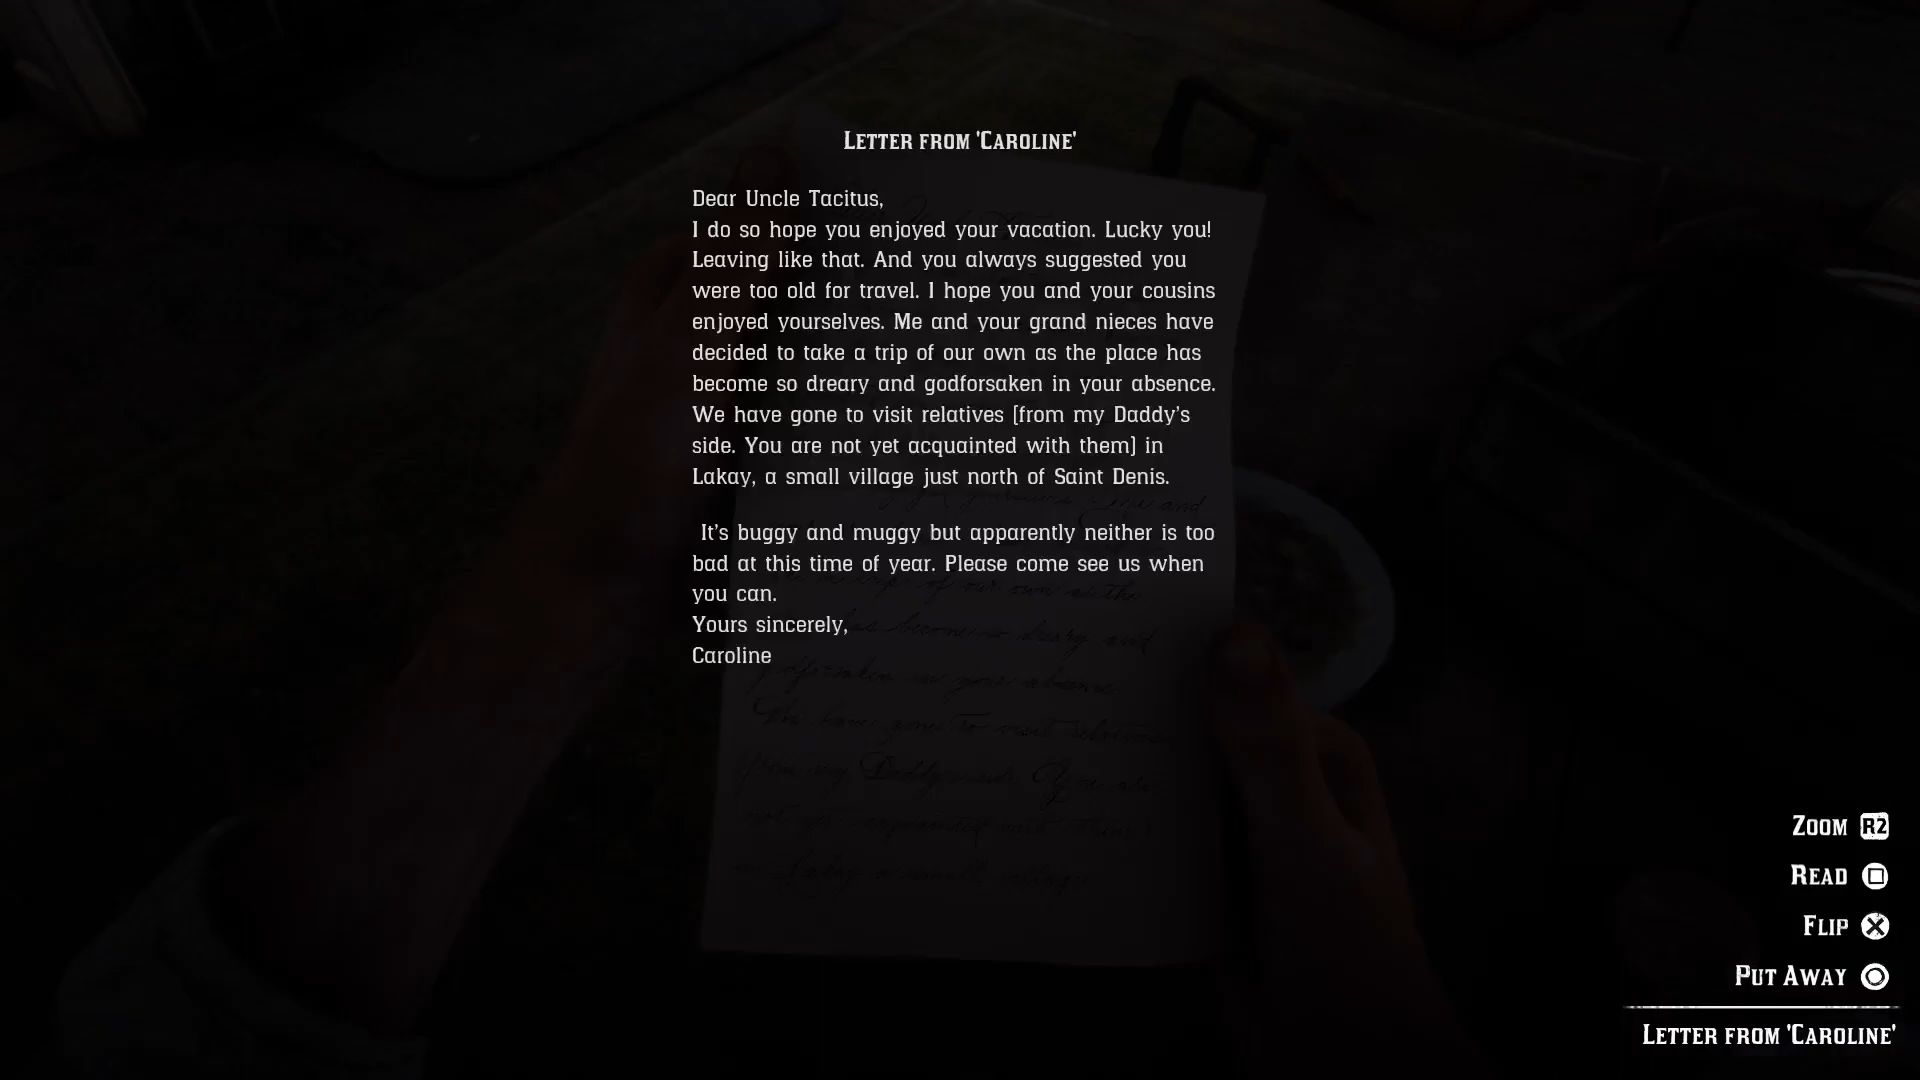 Letter from 'Caroline'
Dear Uncle Tacitus,
I do so hope you enjoyed your vacation. Lucky you!
Leaving like that. And you always suggested you
were too old for travel. I hope you and your cousins
enjoyed yourselves. Me and your grand nieces have
decided to take a trip of our own as the place has
become so dreary and godforsaken in your absence.
We have gone to visit relatives (from my Daddy's
side. You are not yet acquainted with them) in
Lakay, a small village just north of Saint Denis.
It's buggy and muggy but apparently neither is too
bad at this time of year. Please come see us when
you can.
Yours sincerely,
Caroline
Zoom R2
Read
Flip
Put Away
Letter from 'Caroline'